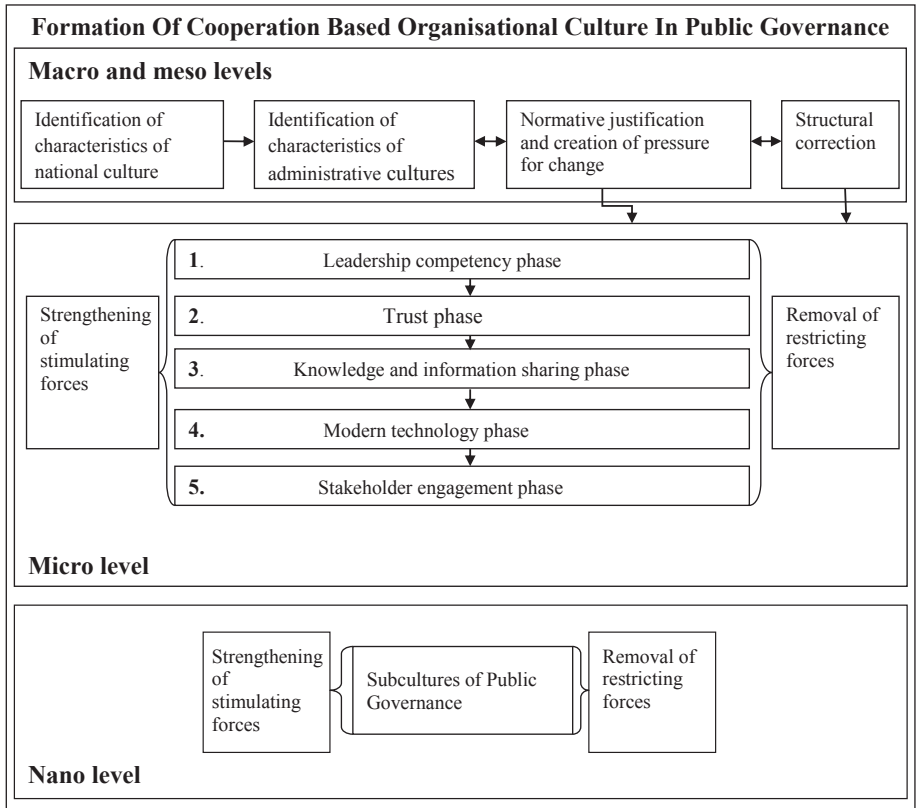 Formation Of Cooperation Based Organisational Culture In Public Governance
Macro and meso levels
Identification of
characteristics of
national culture
Identification of
characteristics of
administrative cultures
Normative justification
and creation of pressure
for change
Structural
correction
Strengthening
of
stimulating
forces
1. Leadership competency phase
2. Trust phase
3. Knowledge and information sharing phase
4. Modern technology phase
5. Stakeholder engagement phase
Removal of
restricting
forces
Micro level
Strengthening
of
stimulating
forces
Subcultures of Public
Governance
Removal of
restricting
forces
Nano level